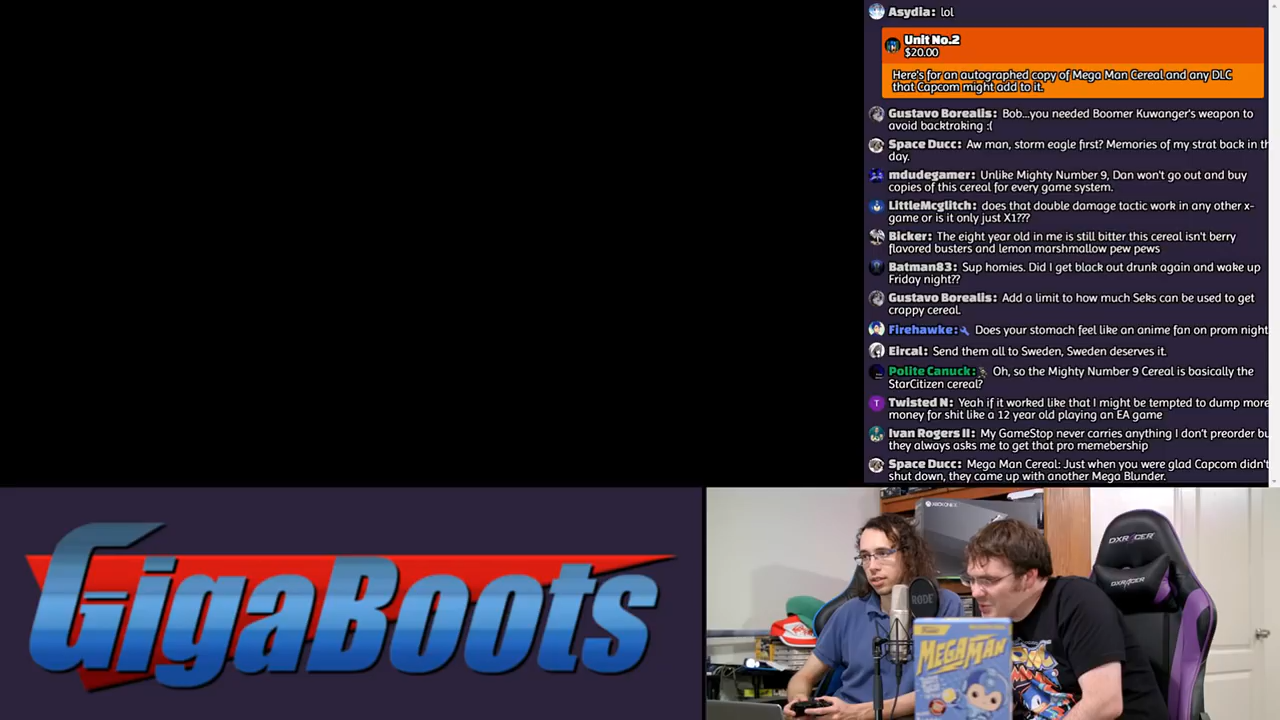 Asydia: lol
Unit No.2
$20.00
Here's for an autographed copy of Mega Man Cereal and any DLC
that Capcom might add to it.
Gustavo Borealis: Bob...you needed Boomer Kuwanger's weapon to
avoid backtraking :(
Space Ducc: Aw man, storm eagle first? Memories of my strat back in th
day.
mdudegamer: Unlike Mighty Number 9, Dan won't go out and buy
copies of this cereal for every game system.
LittleMcglitch: does that double damage tactic work in any other x-
game or is it only just X1???
Bicker: The eight year old in me is still bitter this cereal isn't berry
flavored busters and lemon marshmallow pew pews
Batman83: Sup homies. Did I get black out drunk again and wake up
Friday night??
Gustavo Borealis: Add a limit to how much Seks can be used to get
crappy cereal.
Firehawke: Does your stomach feel like an anime fan on prom night
Eircal: Send them all to Sweden, Sweden deserves it.
Polite Canuck: Oh, so the Mighty Number 9 Cereal is basically the
StarCitizen cereal?
T Twisted N: Yeah if it worked like that I might be tempted to dump more
money for shit like a 12 year old playing an EA game
Ivan Rogers II: My GameStop never carries anything I don't preorder bu
they always asks me to get that pro memebership
Space Ducc: Mega Man Cereal: Just when you were glad Capcom didn'
shut down, they came up with another Mega Blunder.
GigaBoots
XBOX ONE X
DXRACER
DXRACER
RODE
MEGAMAN